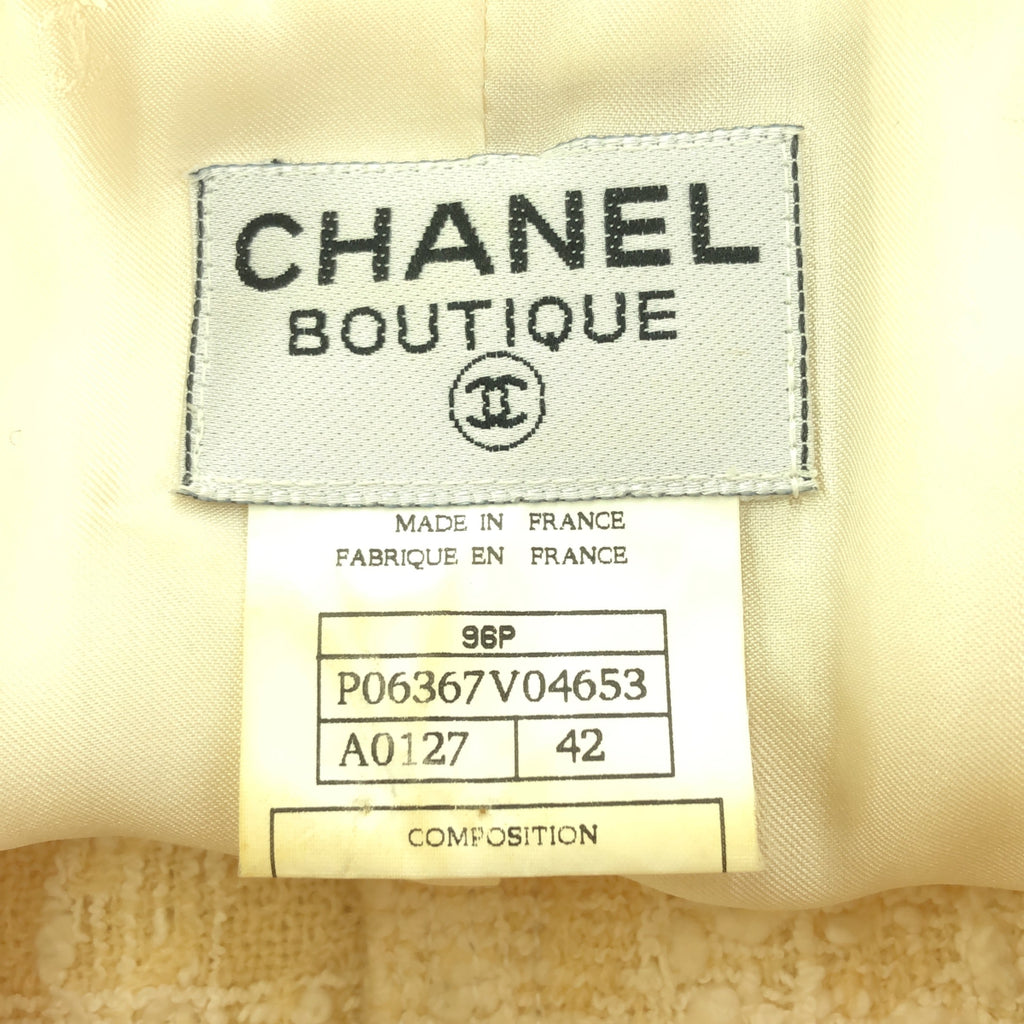 CHANEL
BOUTIQUE
MADE IN FRANCE
FABRIQUE EN FRANCE
96P
P06367V04653
A0127 42
COMPOSITION